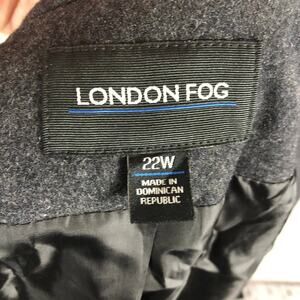 LONDON FOG
22W
MADE IN
DOMINICAN
REPUBLIC